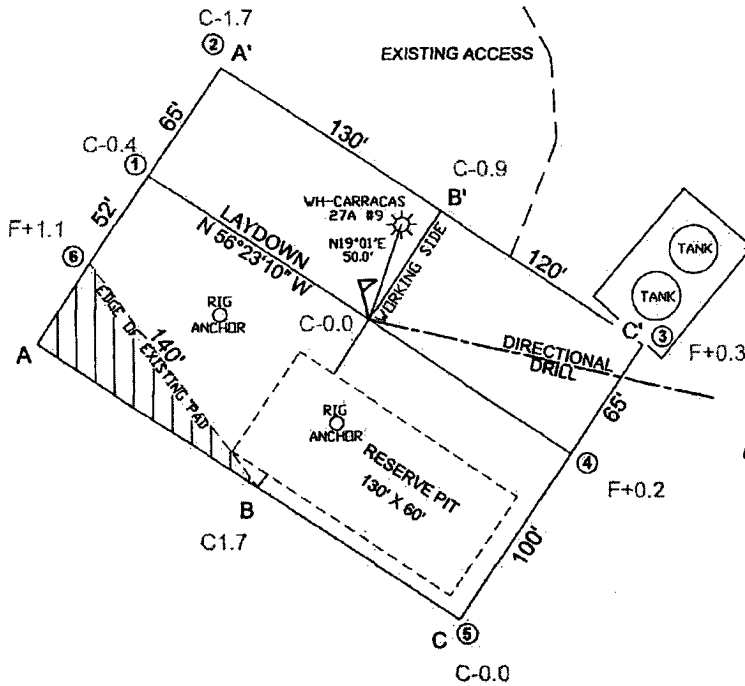 C-1.7
② A'
EXISTING ACCESS
65'
130'
C-0.4
①
C-0.9
B'
WH-CARRACAS
27A #9
LAYDOWN
N 56°23'10" W
N19°01'E
50.0'
WORKING SIDE
52'
F+1.1
⑥
120'
TANK
TANK
RIG
ANCHOR
C-0.0
C' ③
F+0.3
A
EDGE OF EXISTING PAD
140'
DIRECTIONAL
DRILL
65'
RIG
ANCHOR
RESERVE PIT
130' X 60'
④
F+0.2
B
C1.7
100'
C ⑤
C-0.0